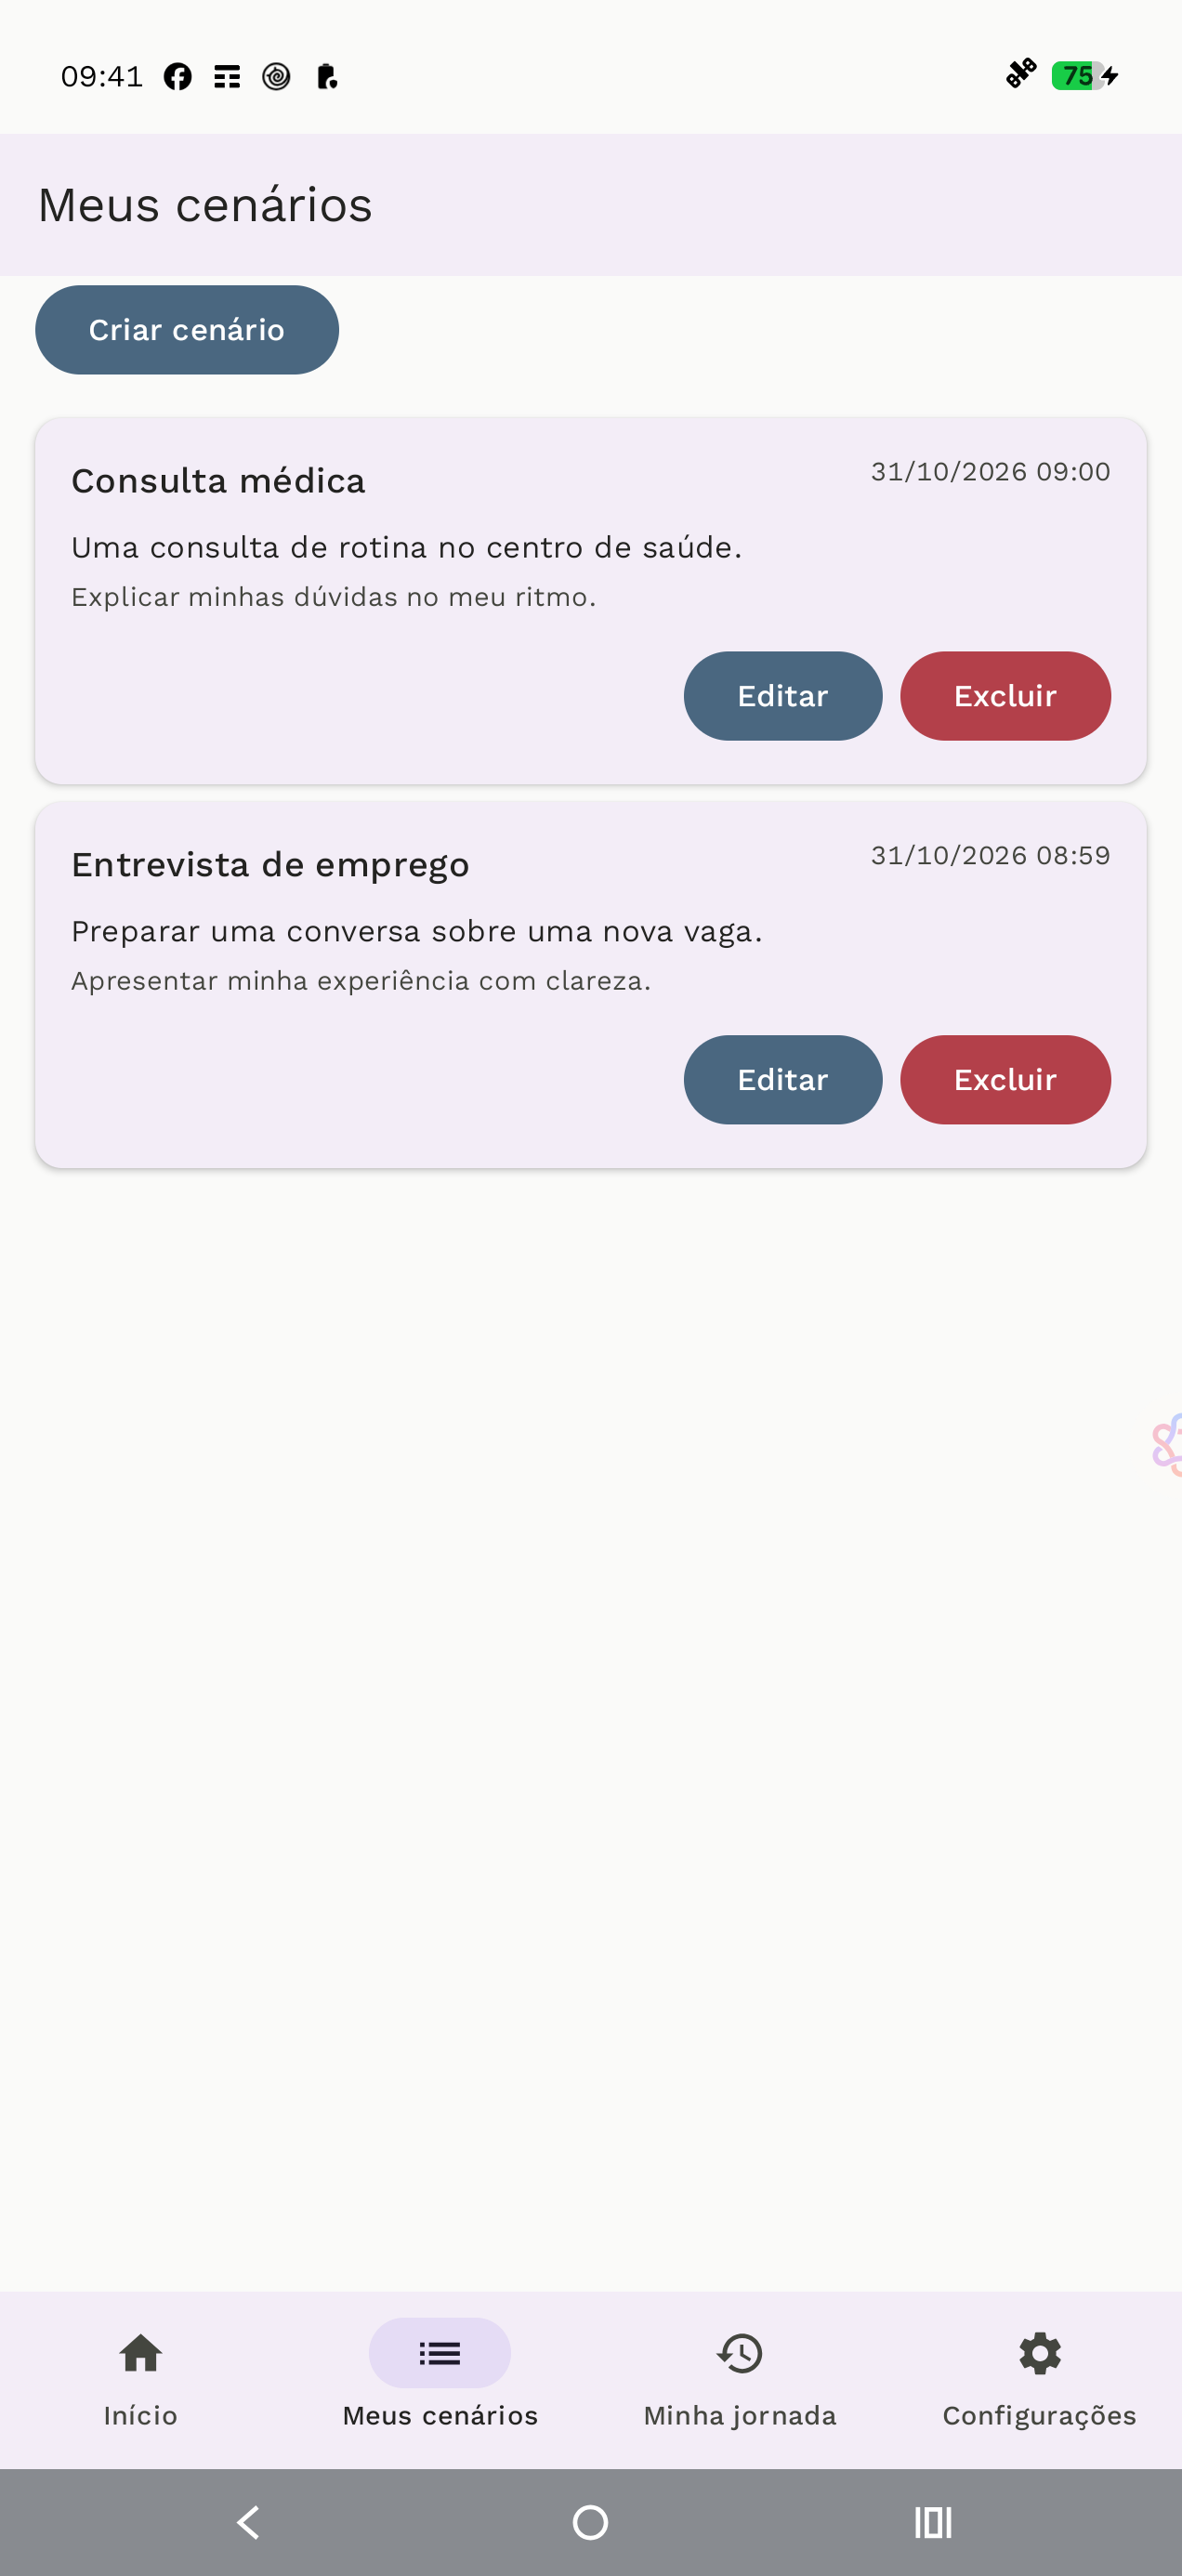 09:41
75
Meus cenários
Criar cenário
Consulta médica
31/10/2026 09:00
Uma consulta de rotina no centro de saúde.
Explicar minhas dúvidas no meu ritmo.
Editar
Excluir
Entrevista de emprego
31/10/2026 08:59
Preparar uma conversa sobre uma nova vaga.
Apresentar minha experiência com clareza.
Editar
Excluir
Início
Meus cenários
Minha jornada
Configurações